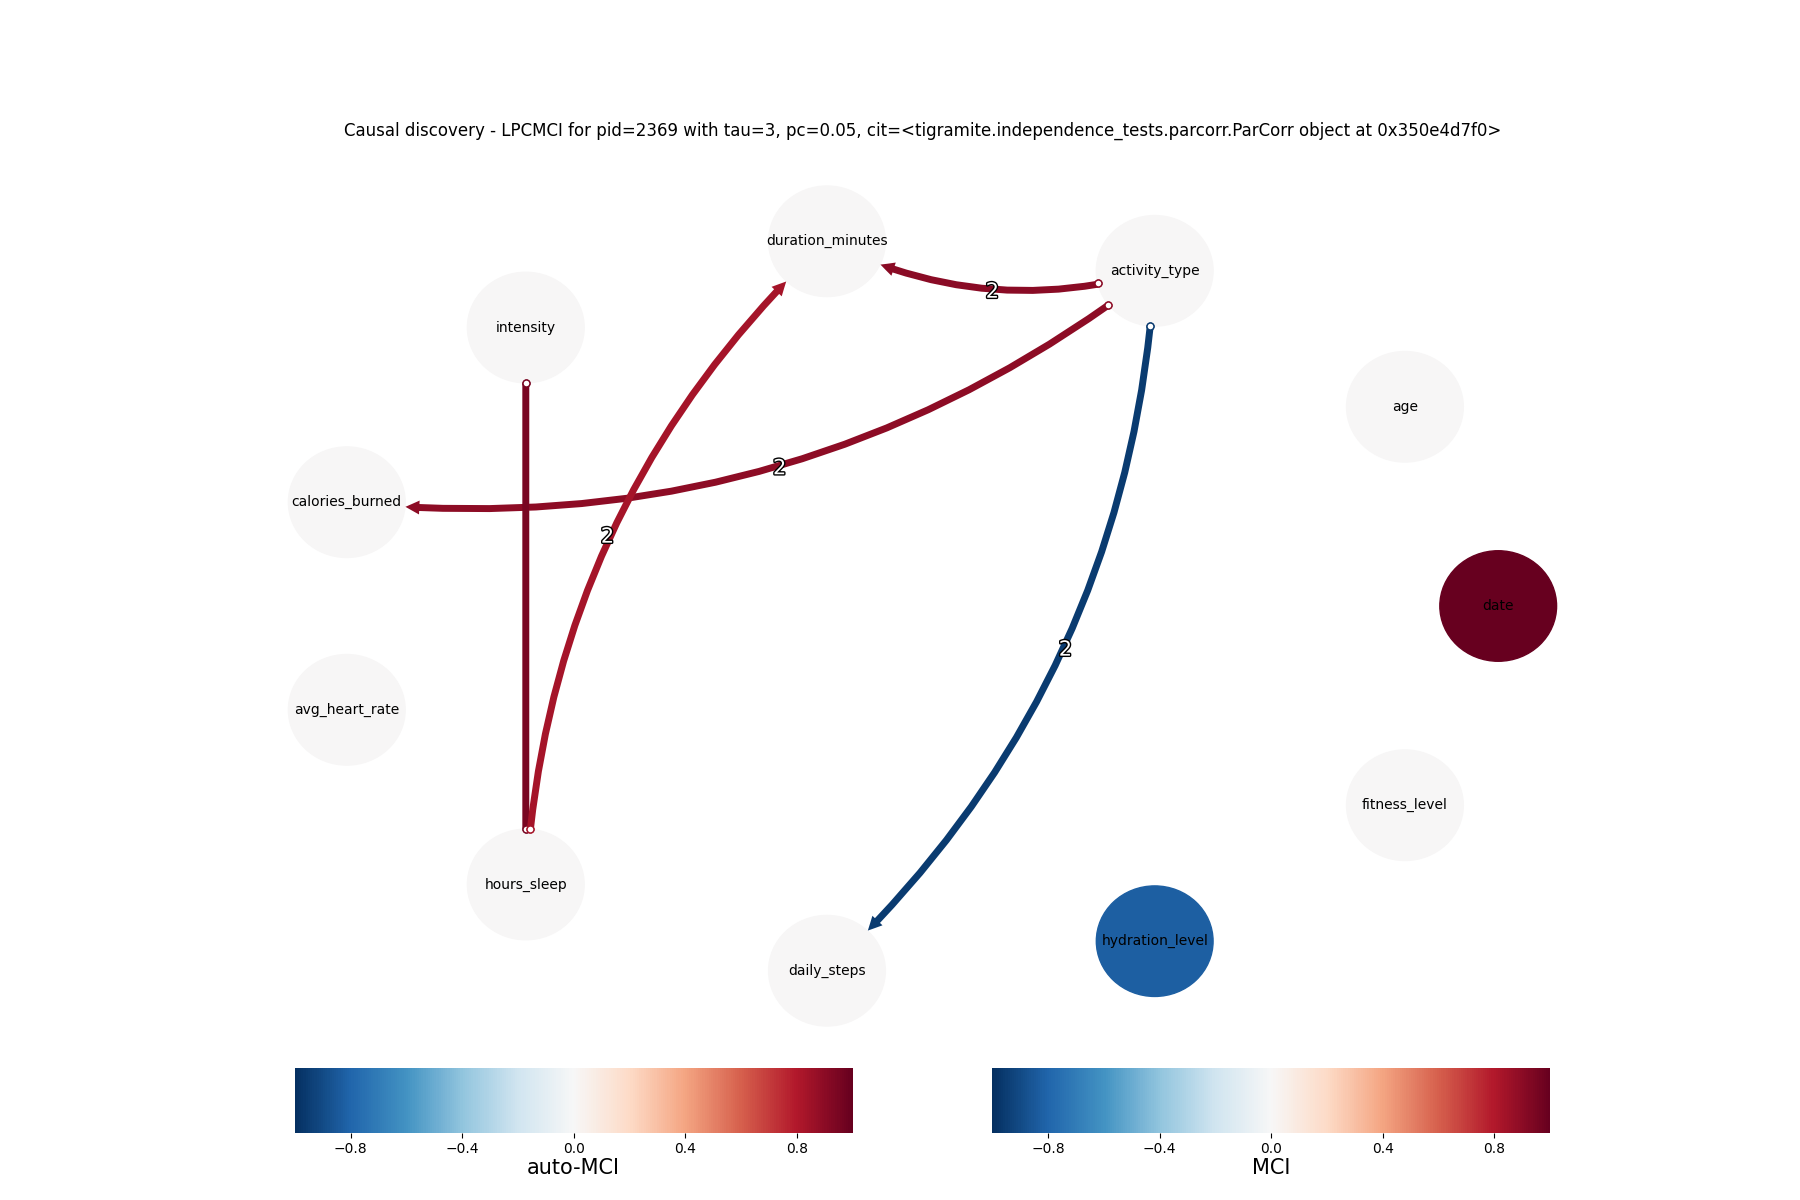 Causal discovery - LPCMCI for pid=2369 with tau=3, pc=0.05, cit=<tigramite.independence_tests.parcorr.ParCorr object at 0x350e4d7f0>
duration_minutes
activity_type
2
intensity
age
2
calories_burned
2
date
2
avg_heart_rate
fitness_level
hours_sleep
hydration_level
daily_steps
−0.8 −0.4 0.0 0.4 0.8
auto-MCI
−0.8 −0.4 0.0 0.4 0.8
MCI